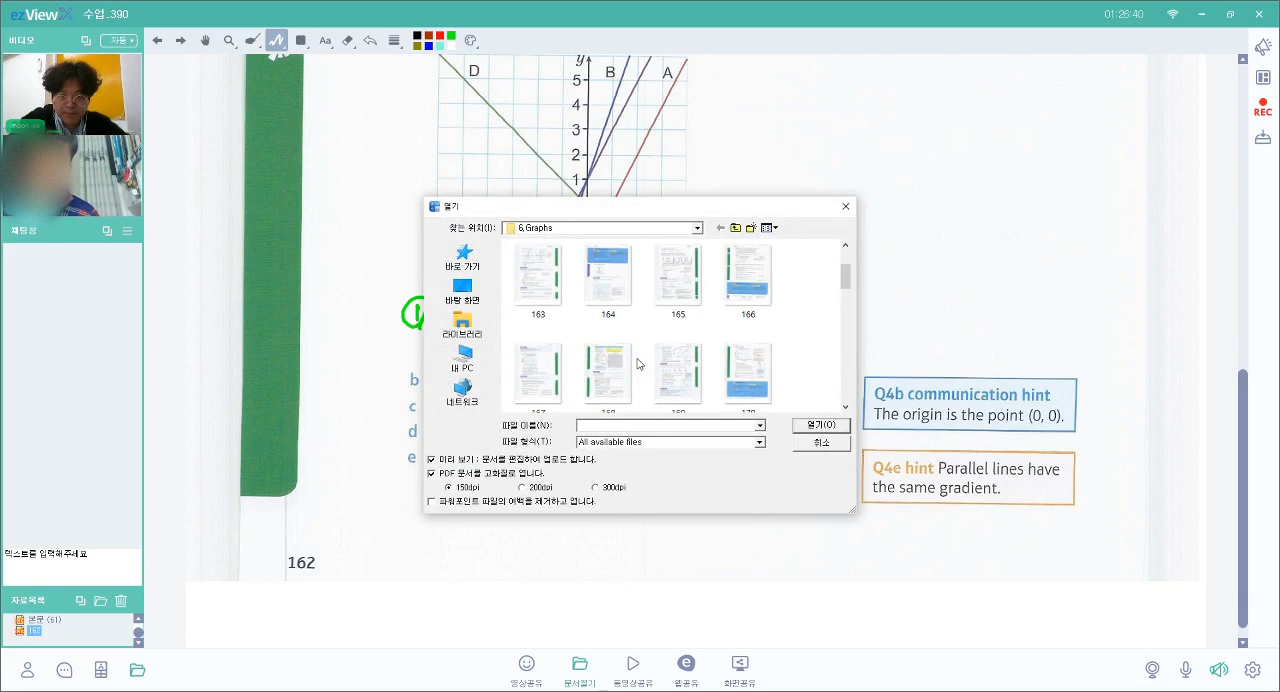 ezViewX 수업_390
01:26:40
비디오
자동
Aa
REC
D
B
A
y
5
4
3
2
1
열기
찾는 위치(I):
6.Graphs
바로 가기
바탕 화면
라이브러리
내 PC
네트워크
163
164
165
166
167
168
169
170
파일 이름(N):
열기(O)
파일 형식(T):
All available files
취소
미리 보기 : 문서를 편집하여 업로드 합니다.
PDF 문서를 고화질로 엽니다.
150dpi
200dpi
300dpi
파워포인트 파일의 여백을 제거하고 엽니다.
b
c
d
e
Q4b communication hint
The origin is the point (0, 0).
Q4e hint Parallel lines have
the same gradient.
162
채팅창
텍스트를 입력해주세요
자료목록
본문 (61)
162
영상공유
문서열기
동영상공유
웹공유
화면공유